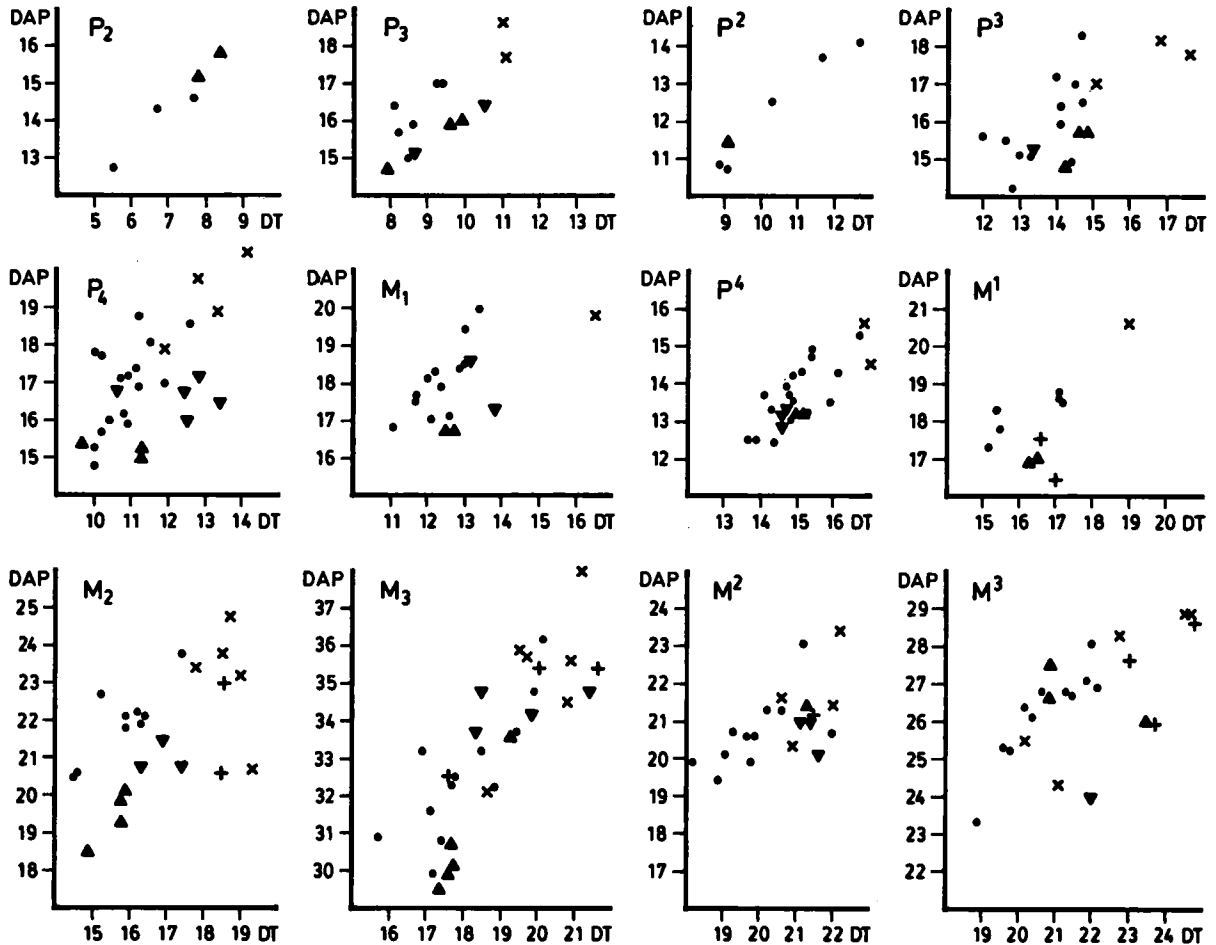 DAP P₂
16
15
14
13
5 6 7 8 9 DT
DAP P₃
18
17
16
15
8 9 10 11 12 13 DT
DAP P²
14
13
12
11
9 10 11 12 DT
DAP P³
18
17
16
15
12 13 14 15 16 17 DT
DAP P₄
19
18
17
16
15
10 11 12 13 14 DT
DAP M₁
20
19
18
17
16
11 12 13 14 16 DT
DAP P⁴
16
15
14
13
12
13 14 15 16 DT
DAP M¹
21
20
19
18
17
15 16 17 18 19 20 DT
DAP M₂
25
24
23
22
21
20
19
18
15 16 17 18 19 DT
DAP M₃
37
36
35
34
33
32
31
30
16 17 18 19 20 21 DT
DAP M²
24
23
22
21
20
19
18
17
19 20 21 22 DT
DAP M³
29
28
27
26
25
24
23
22
19 20 21 22 23 24 DT